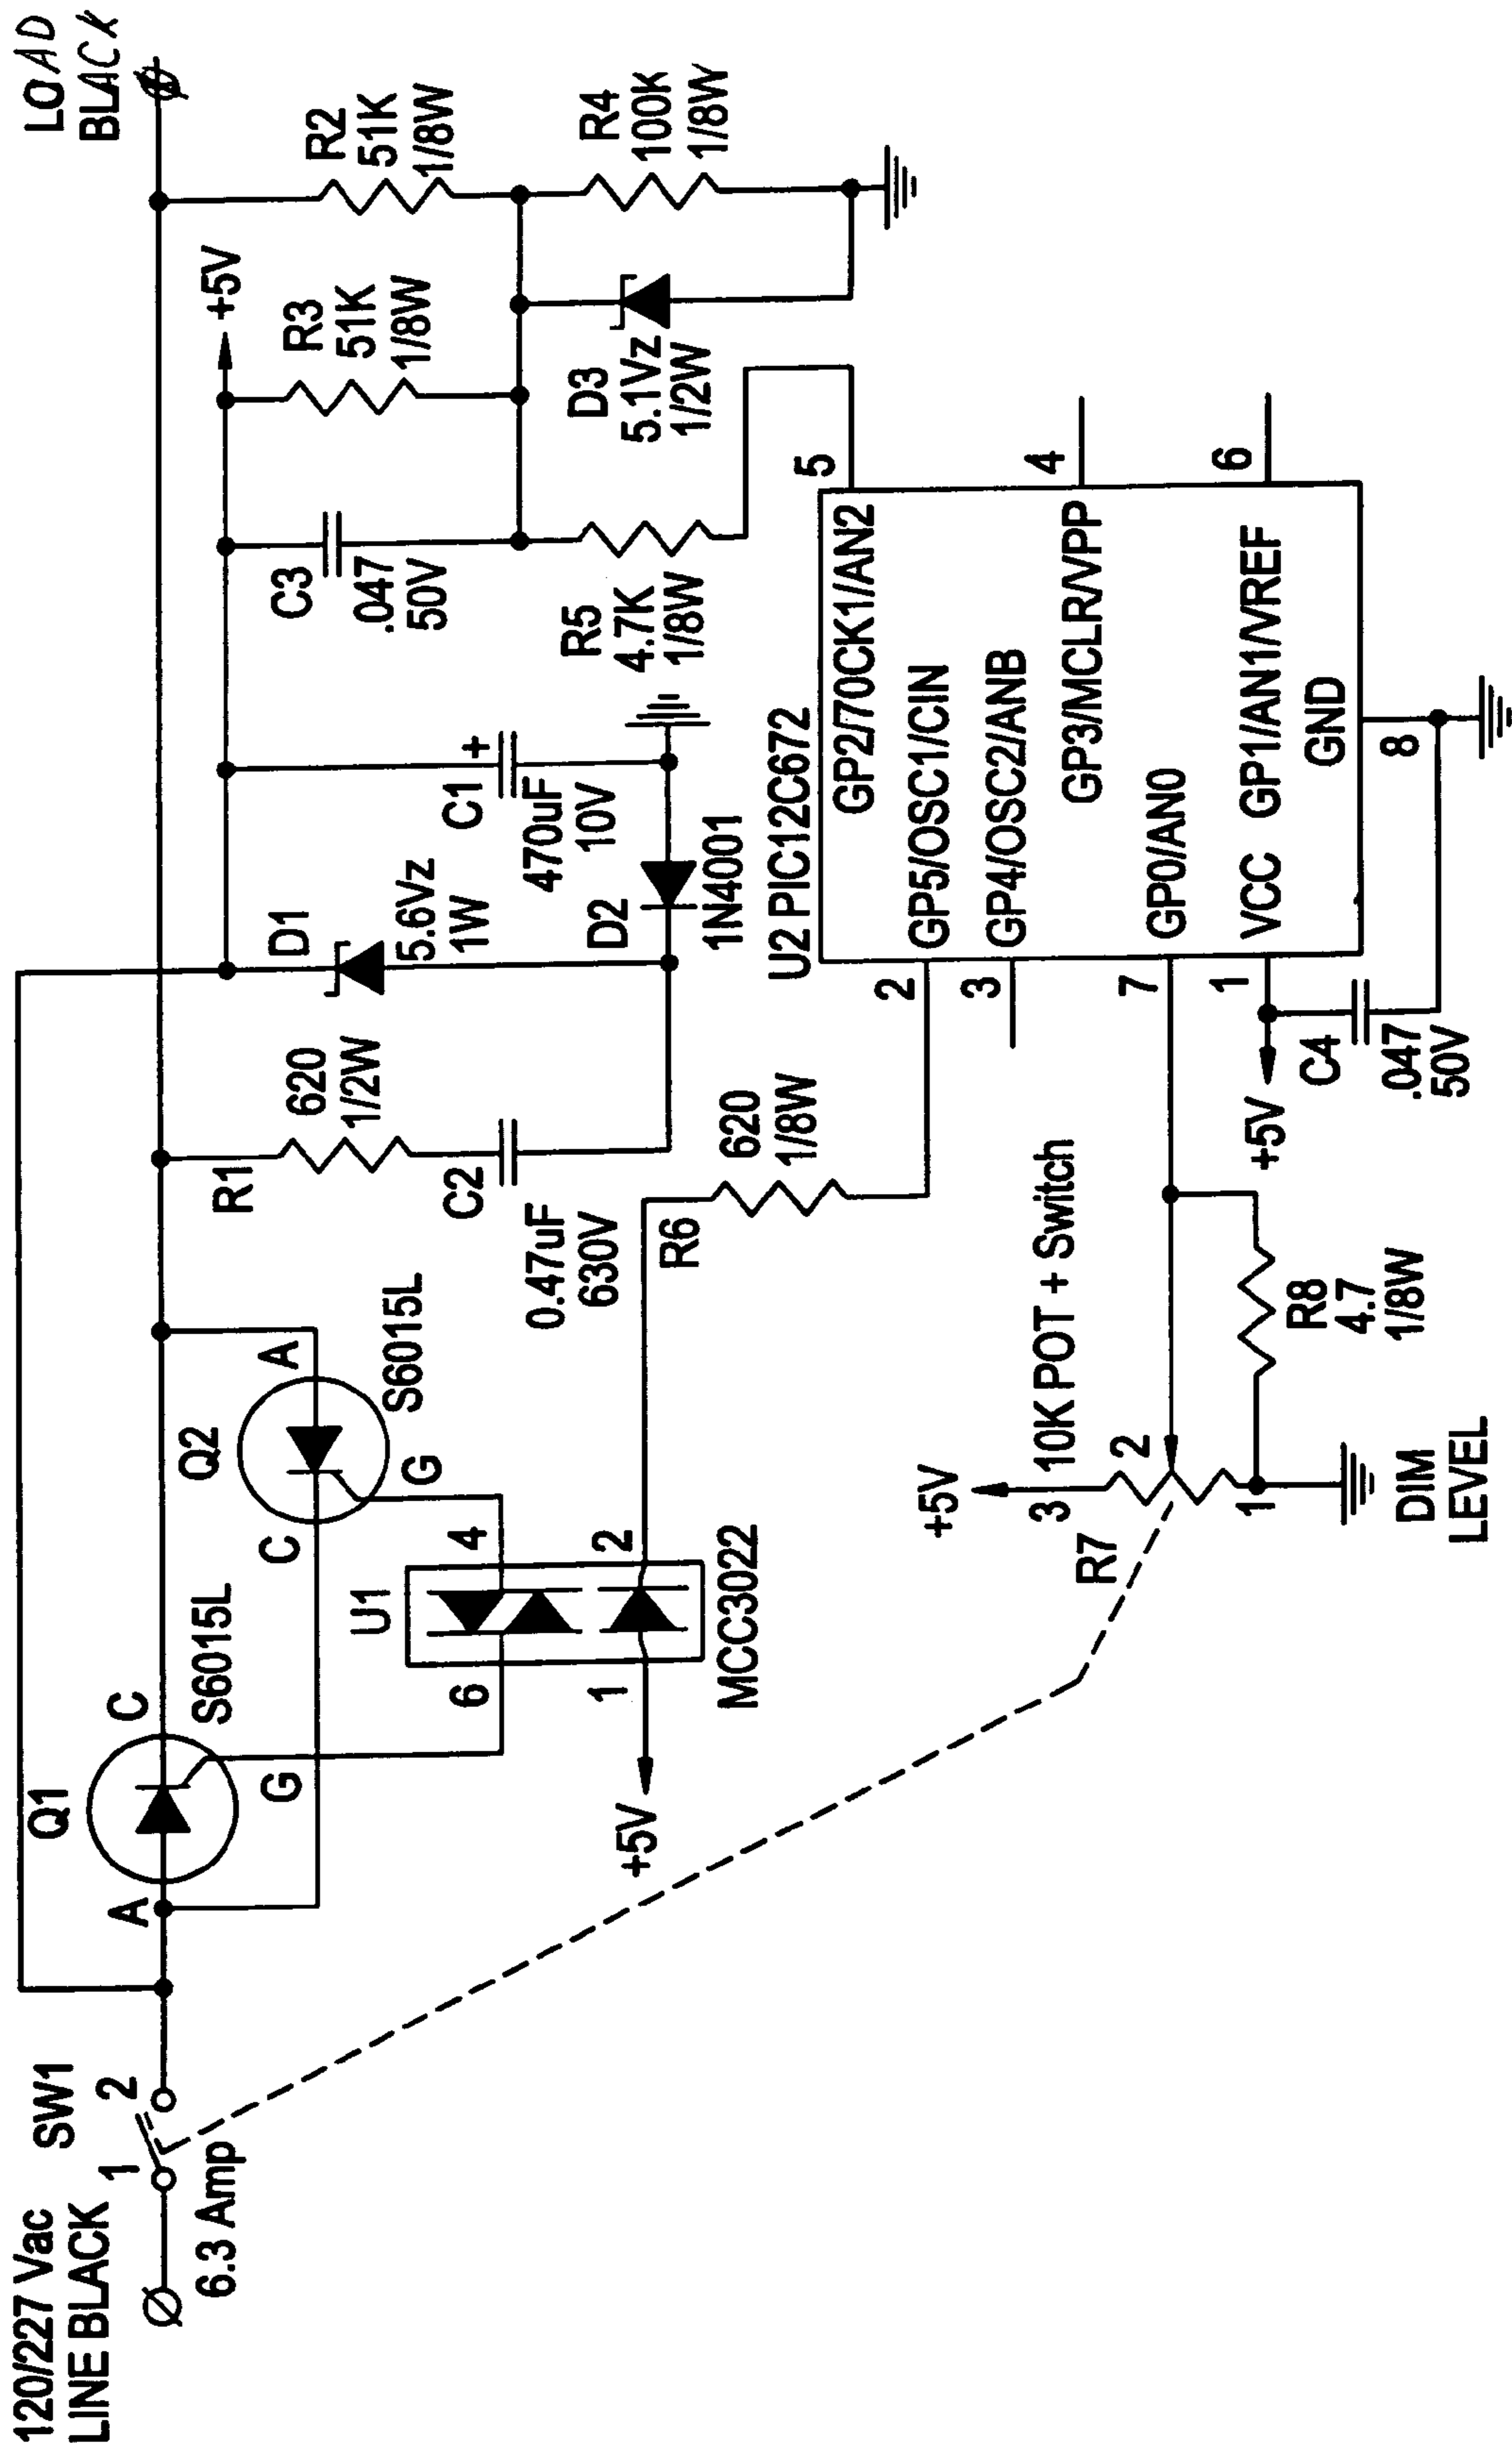 120/227 Vac
LINE BLACK
1
2
SW1
6.3 Amp
A
Q1
C
G
S6015L
C
Q2
A
G
S6015L
U1
6
4
1
2
MCC3022
+5V
R1
620
1/2W
C2
0.47uF
630V
D1
5.6Vz
1W
D2
1N4001
C1
+
470uF
10V
C3
.047
50V
R3
51K
1/8W
+5V
R2
51K
1/8W
LOAD
BLACK
R4
100K
1/8W
D3
5.1Vz
1/2W
R5
4.7K
1/8W
R6
620
1/8W
U2 PIC12C672
2
GP5/OSC1/CIN
3
GP4/OSC2/ANB
7
GP0/AN0
1
VCC
GP2/70CK1/AN2
5
GP3/MCLR/VPP
4
GP1/AN1/VREF
6
GND
8
+5V
C4
.047
50V
+5V
10K POT + Switch
3
2
1
R7
R8
4.7
1/8W
DIM
LEVEL